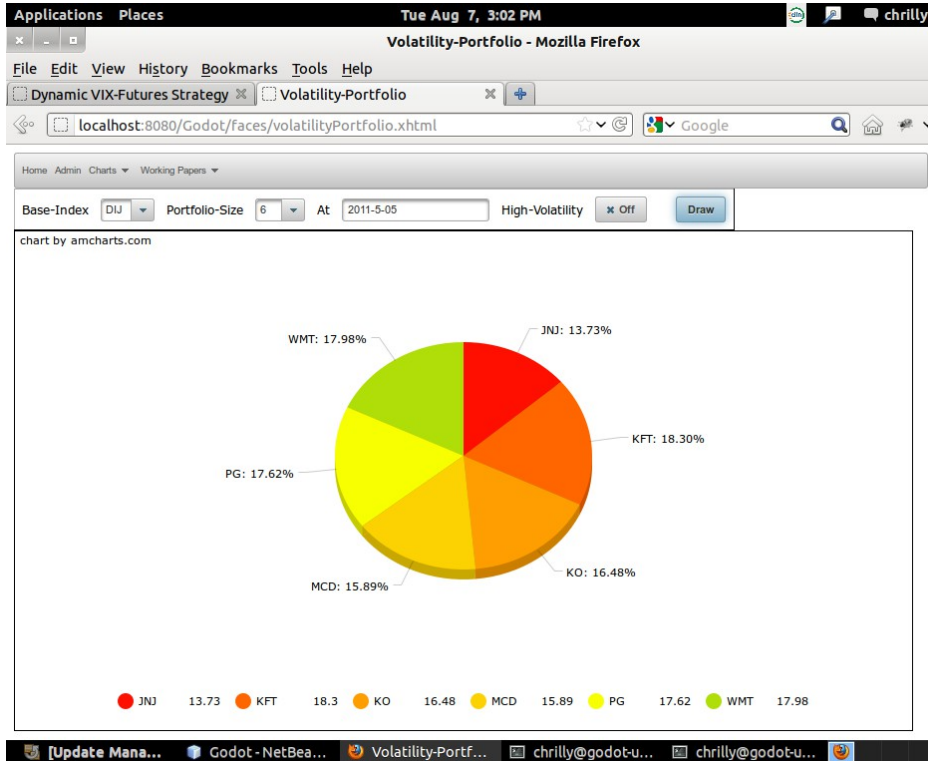 Applications Places Tue Aug 7, 3:02 PM chrilly
Volatility-Portfolio - Mozilla Firefox
File Edit View History Bookmarks Tools Help
Dynamic VIX-Futures Strategy Volatility-Portfolio
localhost:8080/Godot/faces/volatilityPortfolio.xhtml Google
Home Admin Charts Working Papers
Base-Index DIJ Portfolio-Size 6 At 2011-5-05 High-Volatility Off Draw
chart by amcharts.com
JNJ: 13.73%
WMT: 17.98%
KFT: 18.30%
PG: 17.62%
KO: 16.48%
MCD: 15.89%
JNJ 13.73 KFT 18.3 KO 16.48 MCD 15.89 PG 17.62 WMT 17.98
[Update Mana... Godot - NetBea... Volatility-Portf... chrilly@godot-u... chrilly@godot-u...